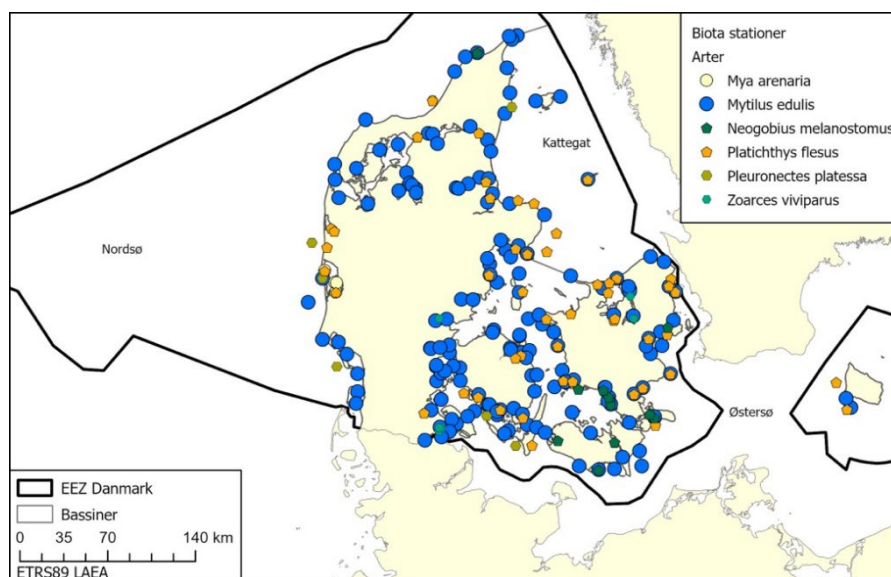 Biota stationer
Arter
Mya arenaria
Mytilus edulis
Neogobius melanostomus
Platichthys flesus
Pleuronectes platessa
Zoarces viviparus
Kattegat
Nordsø
Østersø
EEZ Danmark
Bassiner
0 35 70 140 km
ETRS89 LAEA